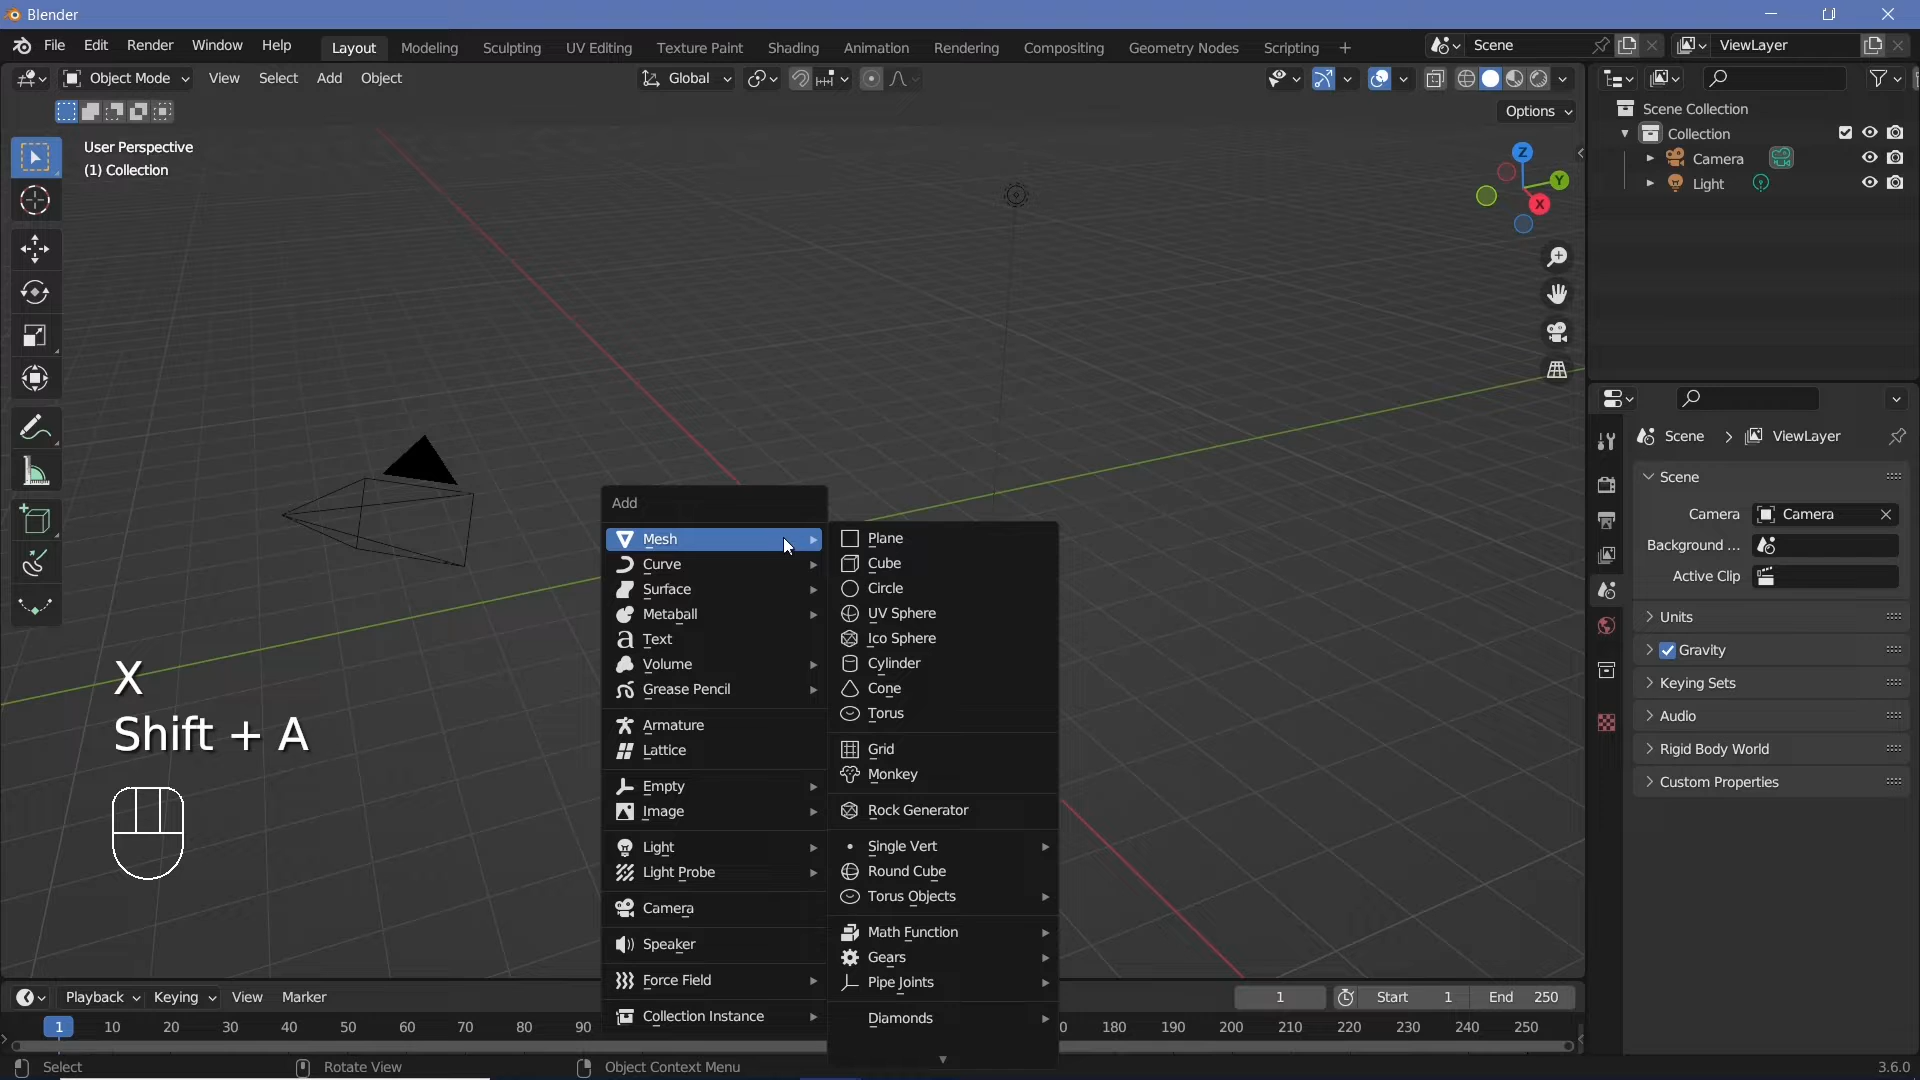 Blender
File Edit Render Window Help Layout Modeling Sculpting UV Editing Texture Paint Shading Animation Rendering Compositing Geometry Nodes Scripting + Scene ViewLayer
Object Mode View Select Add Object Global
Options
User Perspective
(1) Collection
Z
Y
X
Scene Collection
Collection
Camera
Light
Scene > ViewLayer
Scene
Camera Camera
Background ...
Active Clip
Units
Gravity
Keying Sets
Audio
Rigid Body World
Custom Properties
X
Shift + A
Add
Mesh
Curve
Surface
Metaball
Text
Volume
Grease Pencil
Armature
Lattice
Empty
Image
Light
Light Probe
Camera
Speaker
Force Field
Collection Instance
Plane
Cube
Circle
UV Sphere
Ico Sphere
Cylinder
Cone
Torus
Grid
Monkey
Rock Generator
Single Vert
Round Cube
Torus Objects
Math Function
Gears
Pipe Joints
Diamonds
Playback Keying View Marker 1 Start 1 End 250
1 10 20 30 40 50 60 70 80 90 0 180 190 200 210 220 230 240 250
Select Rotate View Object Context Menu 3.6.0